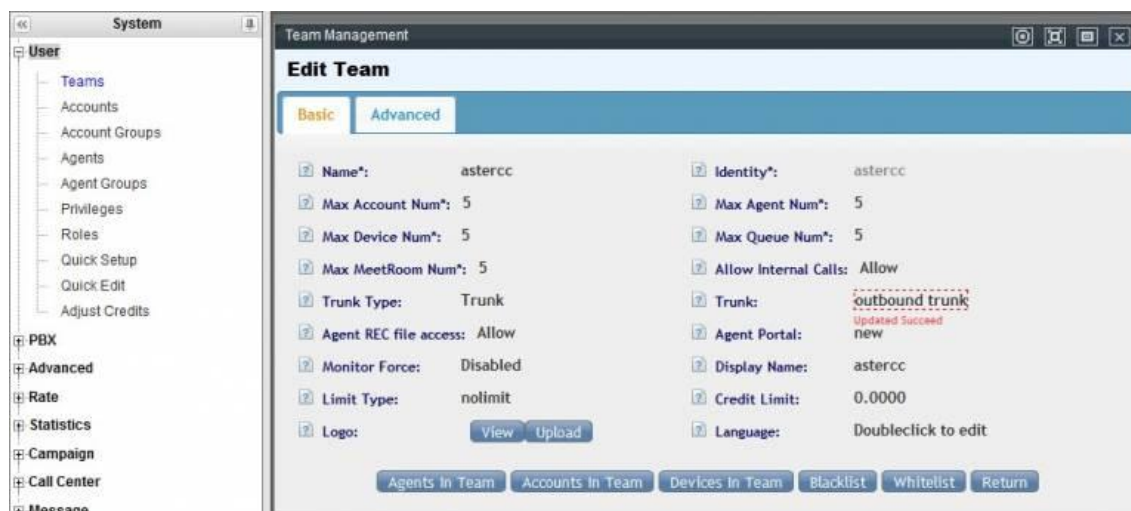 System
User
Teams
Accounts
Account Groups
Agents
Agent Groups
Privileges
Roles
Quick Setup
Quick Edit
Adjust Credits
PBX
Advanced
Rate
Statistics
Campaign
Call Center
Message
Team Management
Edit Team
Basic Advanced
Name*: astercc Identity*: astercc
Max Account Num*: 5 Max Agent Num*: 5
Max Device Num*: 5 Max Queue Num*: 5
Max MeetRoom Num*: 5 Allow Internal Calls: Allow
Trunk Type: Trunk Trunk: outbound trunk
Updated Succeed
Agent REC file access: Allow Agent Portal: new
Monitor Force: Disabled Display Name: astercc
Limit Type: nolimit Credit Limit: 0.0000
Logo: View Upload Language: Doubleclick to edit
Agents In Team Accounts In Team Devices In Team Blacklist Whitelist Return